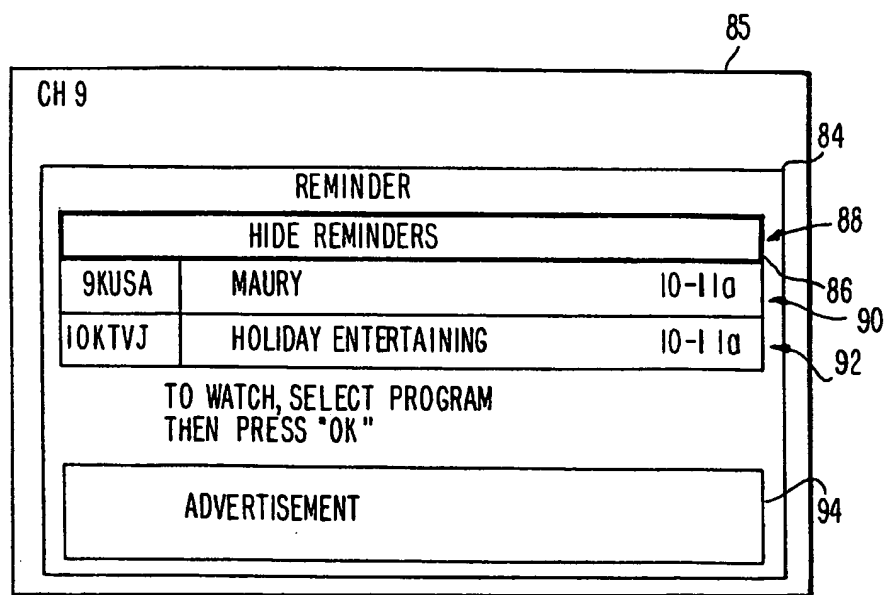 85
CH 9
84
REMINDER
88
HIDE REMINDERS
86
9KUSA MAURY 10-11a
90
10KTVJ HOLIDAY ENTERTAINING 10-11a
92
TO WATCH, SELECT PROGRAM
THEN PRESS "OK"
ADVERTISEMENT
94